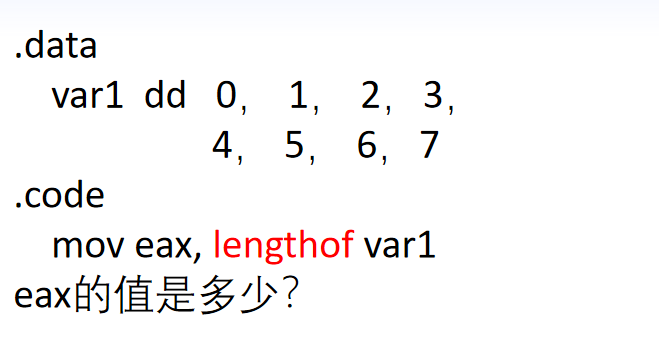 .data
var1 dd 0, 1, 2, 3,
4, 5, 6, 7
.code
mov eax, lengthof var1
eax的值是多少?